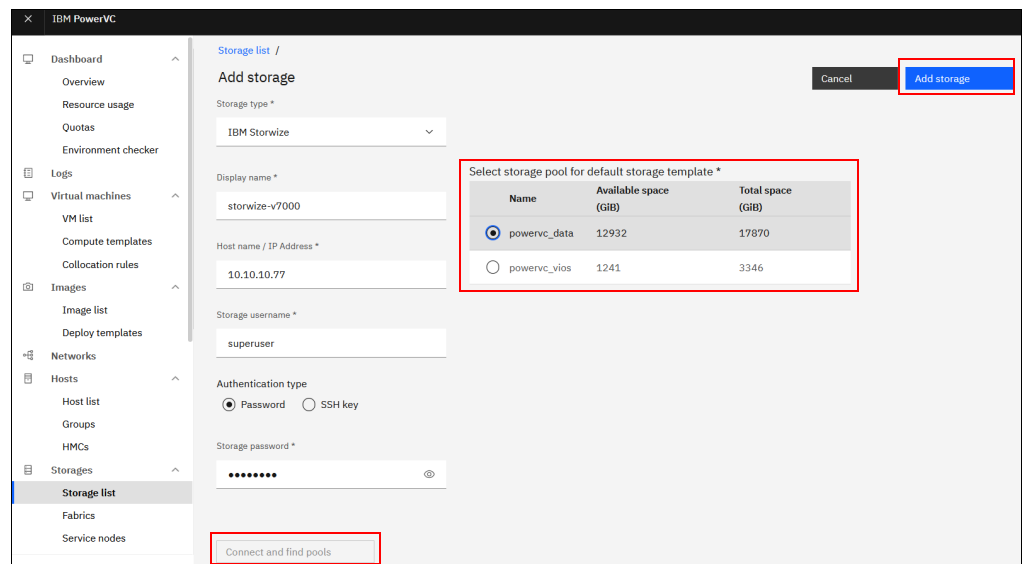 IBM PowerVC
Dashboard
Overview
Resource usage
Quotas
Environment checker
Logs
Virtual machines
VM list
Compute templates
Collocation rules
Images
Image list
Deploy templates
Networks
Hosts
Host list
Groups
HMCs
Storages
Storage list
Fabrics
Service nodes
Storage list /
Add storage
Cancel
Add storage
Storage type *
IBM Storwize
Display name *
storwize-v7000
Host name / IP Address *
10.10.10.77
Storage username *
superuser
Authentication type
Password SSH key
Storage password *
••••••••
Connect and find pools
Select storage pool for default storage template *
Name Available space (GiB) Total space (GiB)
powervc_data 12932 17870
powervc_vios 1241 3346